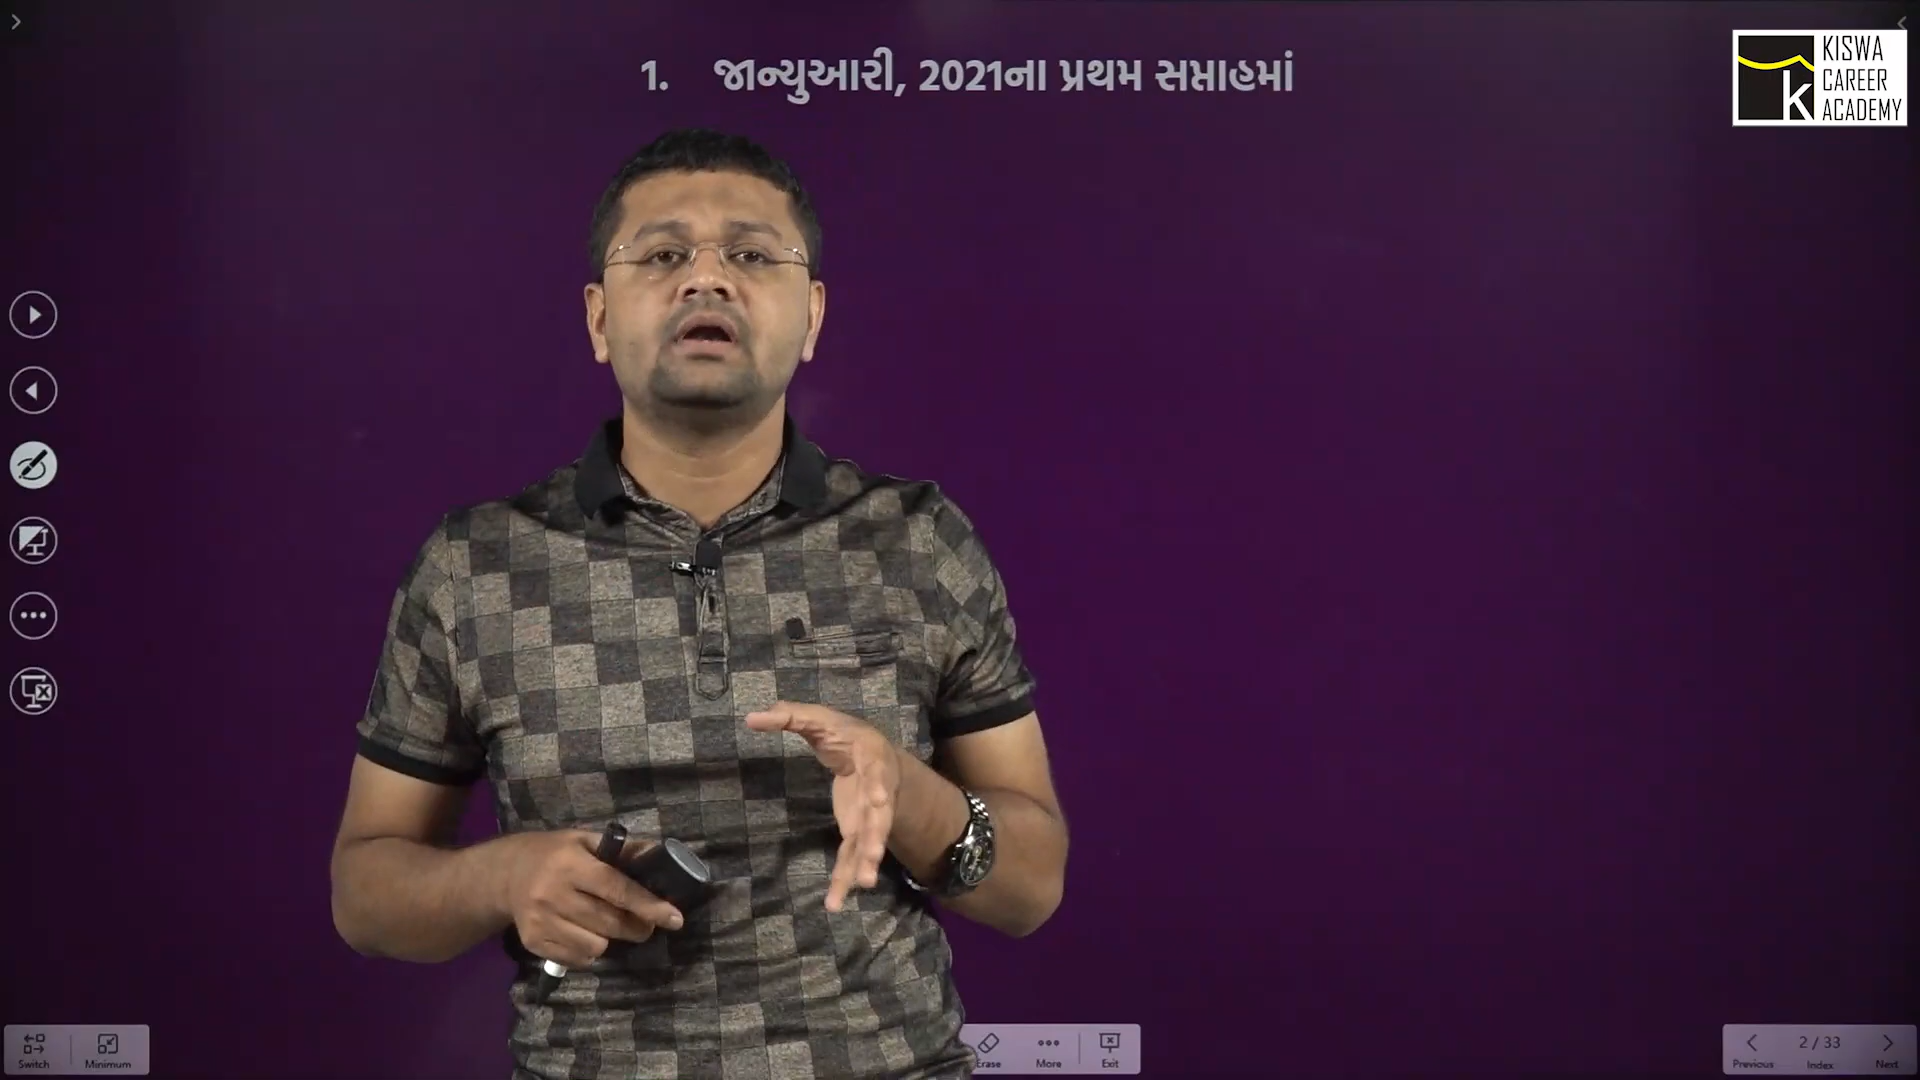 1. જાન્યુઆરી, 2021ના પ્રથમ સપ્તાહમાં
KISWA
CAREER
ACADEMY
k
Switch
Minimum
Erase
More
Exit
2 / 33
Previous
Index
Next